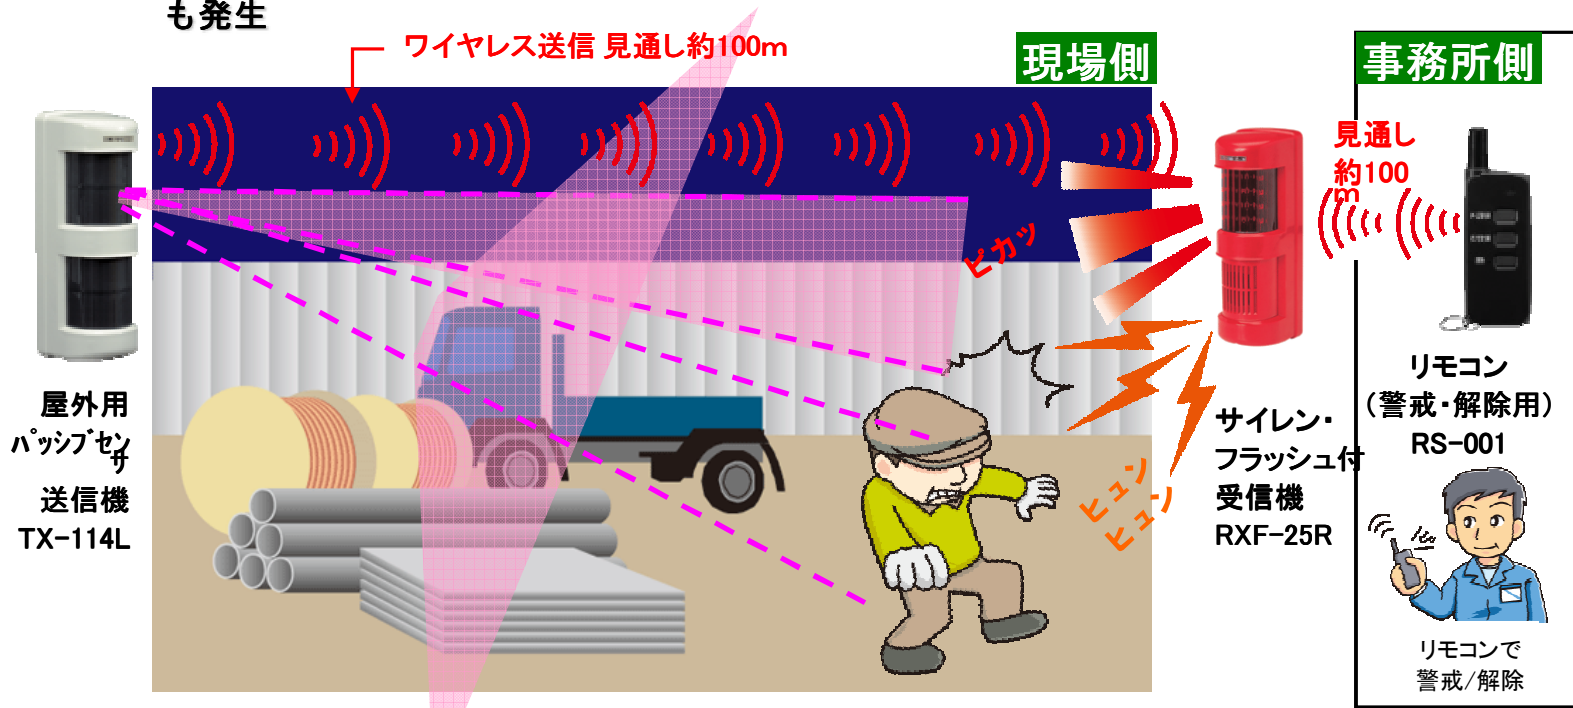 も発生
ワイヤレス送信 見通し約100m
現場側
事務所側
見通し
約100
m
ピカッ
屋外用
パッシブセン
サ
送信機
TX-114L
ヒュン
ヒュン
サイレン・
フラッシュ付
受信機
RXF-25R
リモコン
(警戒・解除用)
RS-001
リモコンで
警戒/解除